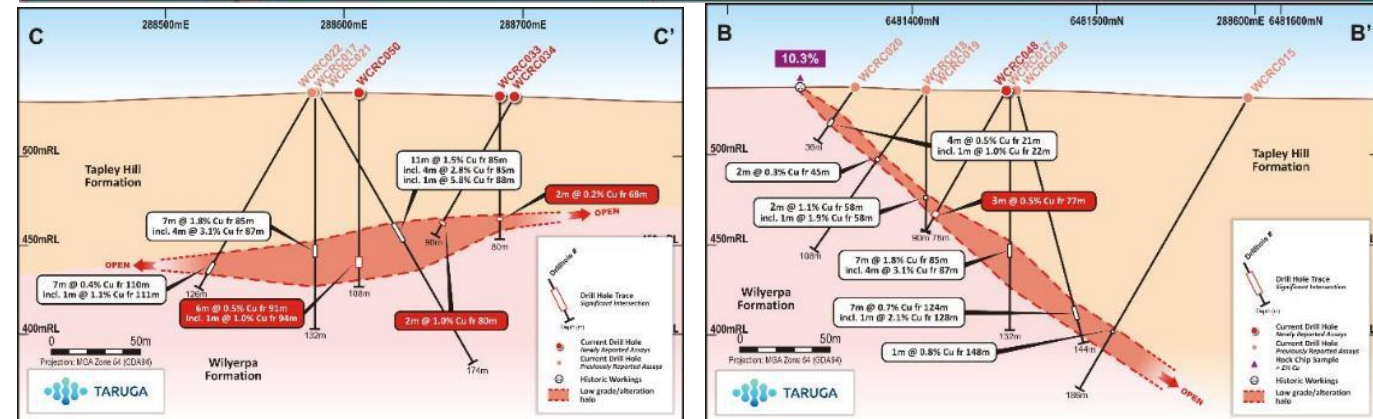 C
288500mE
288600mE
288700mE
C'
WCRC022
WCRC017
WCRC021
WCRC050
WCRC033
WCRC034
500mRL
Tapley Hill
Formation
11m @ 1.5% Cu fr 85m
incl. 4m @ 2.8% Cu fr 85m
incl. 1m @ 5.8% Cu fr 88m
2m @ 0.2% Cu fr 68m
7m @ 1.8% Cu fr 85m
incl. 4m @ 3.1% Cu fr 87m
OPEN
450mRL
80m
OPEN
7m @ 0.4% Cu fr 110m
incl. 1m @ 1.1% Cu fr 111m
126m
108m
6m @ 0.5% Cu fr 91m
incl. 1m @ 1.0% Cu fr 94m
2m @ 1.0% Cu fr 80m
400mRL
132m
174m
0
50m
Projection: MGA Zone 54 (GDA94)
Wilyerpa
Formation
TARUGA
Drillhole #
Drill Hole Trace
Significant Intersection
Depth (m)
Current Drill Hole
Newly Reported Assays
Current Drill Hole
Previously Reported Assays
Historic Workings
Low grade/alteration
halo
B
6481400mN
6481500mN
288600mE
6481600mN
B'
10.3%
WCRC020
WCRC018
WCRC019
WCRC048
WCRC017
WCRC026
WCRC015
500mRL
36m
4m @ 0.5% Cu fr 21m
incl. 1m @ 1.0% Cu fr 22m
Tapley Hill
Formation
2m @ 0.3% Cu fr 45m
2m @ 1.1% Cu fr 58m
incl. 1m @ 1.9% Cu fr 58m
3m @ 0.5% Cu fr 77m
90m
78m
450mRL
108m
7m @ 1.8% Cu fr 85m
incl. 4m @ 3.1% Cu fr 87m
Wilyerpa
Formation
7m @ 0.7% Cu fr 124m
incl. 1m @ 2.1% Cu fr 128m
400mRL
132m
144m
1m @ 0.8% Cu fr 148m
186m
OPEN
0
50m
Projection: MGA Zone 54 (GDA94)
TARUGA
Drillhole #
Drill Hole Trace
Significant Intersection
Depth (m)
Current Drill Hole
Newly Reported Assays
Current Drill Hole
Previously Reported Assays
Rock Chip Sample
> 1% Cu
Historic Workings
Low grade/alteration
halo